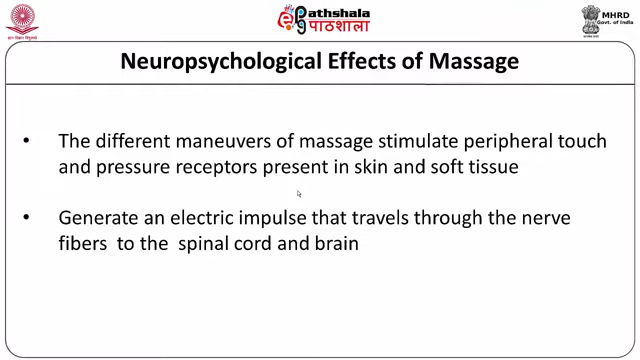 Pathshala
पाठशाला
MHRD
Govt. of India
Neuropsychological Effects of Massage
• The different maneuvers of massage stimulate peripheral touch
and pressure receptors present in skin and soft tissue
• Generate an electric impulse that travels through the nerve
fibers to the spinal cord and brain